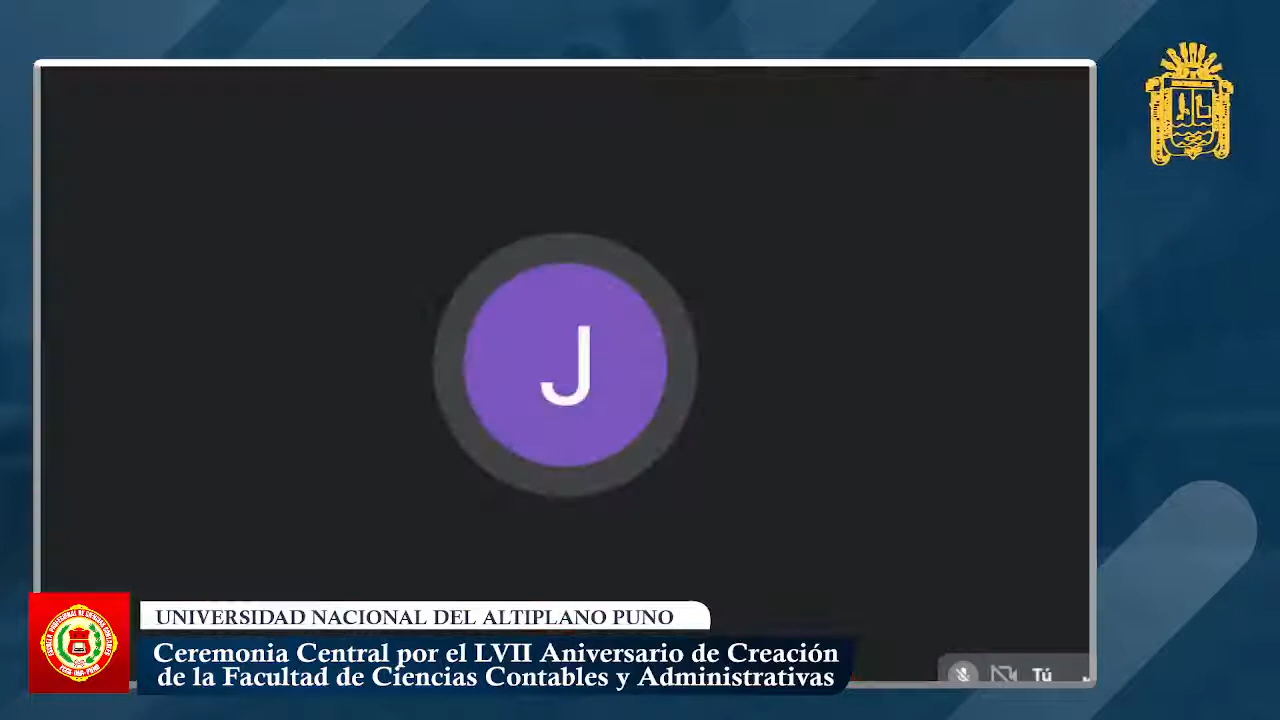 J
UNIVERSIDAD NACIONAL DEL ALTIPLANO PUNO
Ceremonia Central por el LVII Aniversario de Creación
de la Facultad de Ciencias Contables y Administrativas
Tú